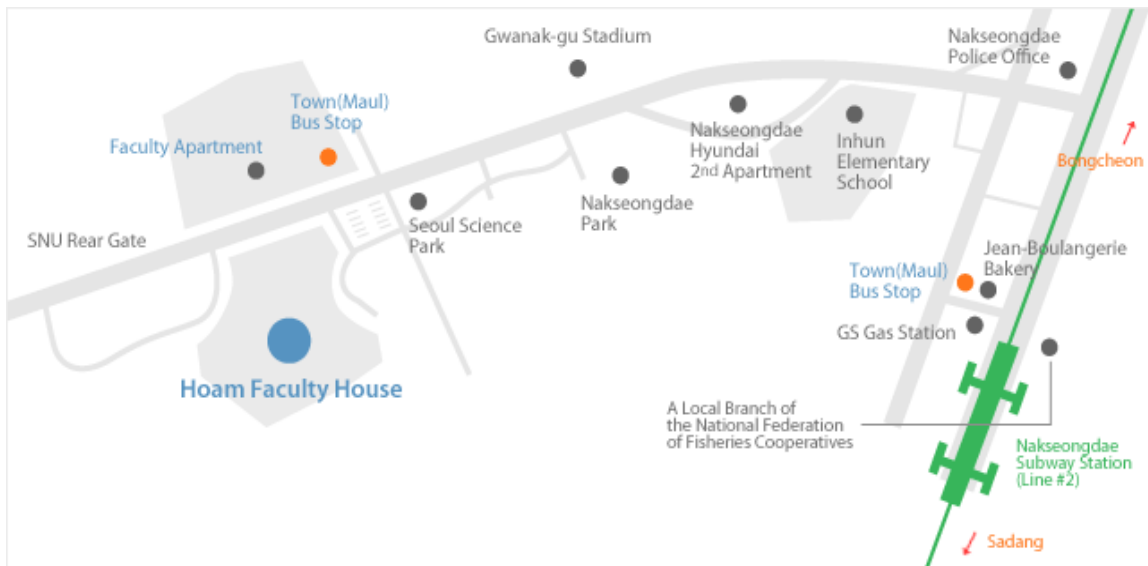 Gwanak-gu Stadium
Nakseongdae
Police Office
Town(Maul)
Bus Stop
Faculty Apartment
Nakseongdae
Hyundai
2nd Apartment
Inhun
Elementary
School
Bongcheon
Nakseongdae
Park
Seoul Science
Park
SNU Rear Gate
Jean-Boulangerie
Bakery
Town(Maul)
Bus Stop
GS Gas Station
Hoam Faculty House
A Local Branch of
the National Federation
of Fisheries Cooperatives
Nakseongdae
Subway Station
(Line #2)
Sadang